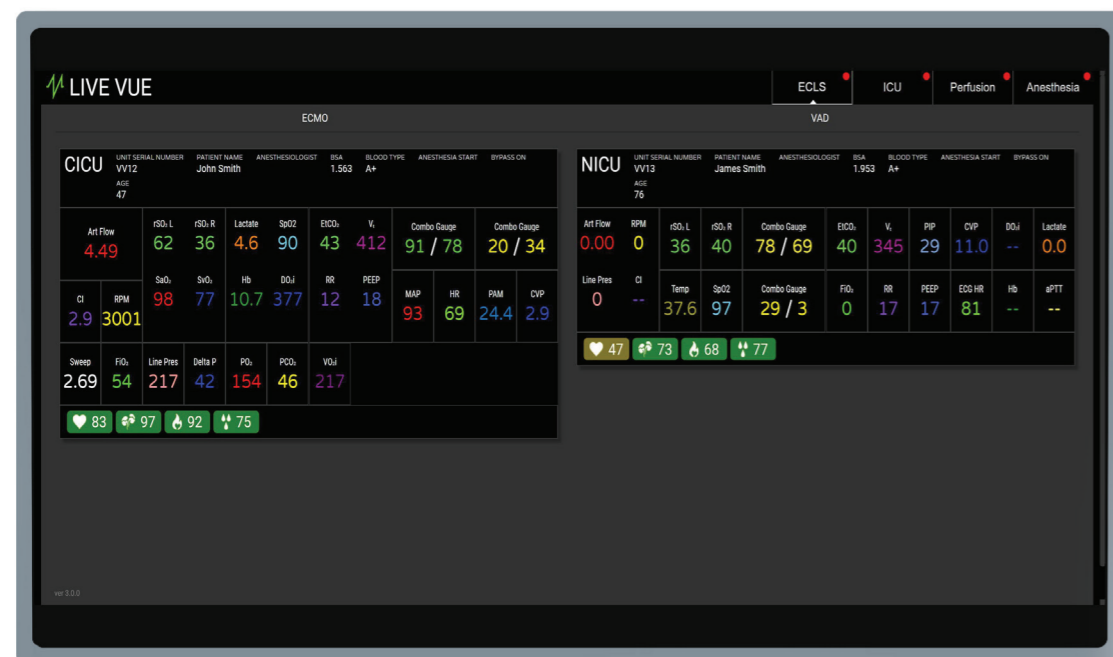 LIVE VUE
ECLS ICU Perfusion Anesthesia
ECMO
VAD
CICU
UNIT SERIAL NUMBER PATIENT NAME ANESTHESIOLOGIST BSA BLOOD TYPE ANESTHESIA START BYPASS ON
VV12 John Smith 1.563 A+
AGE
47
Art Flow
4.49
rSO₂ L rSO₂ R Lactate SpO2 EtCO₂ Vₜ
62 36 4.6 90 43 412
SaO₂ SvO₂ Hb DO₂i RR PEEP
98 77 10.7 377 12 18
Combo Gauge Combo Gauge
91 / 78 20 / 34
CI RPM
2.9 3001
MAP HR PAM CVP
93 69 24.4 2.9
Sweep FiO₂ Line Pres Delta P PO₂ PCO₂ VO₂i
2.69 54 217 42 154 46 217
83 97 92 75
NICU
UNIT SERIAL NUMBER PATIENT NAME ANESTHESIOLOGIST BSA BLOOD TYPE ANESTHESIA START BYPASS ON
VV13 James Smith 1.953 A+
AGE
76
Art Flow RPM
0.00 0
Line Pres CI
0 --
rSO₂ L rSO₂ R Combo Gauge EtCO₂ Vₜ PIP CVP DO₂i Lactate
36 40 78 / 69 40 345 29 11.0 -- 0.0
Temp SpO2 Combo Gauge FiO₂ RR PEEP ECG HR Hb aPTT
37.6 97 29 / 3 0 17 17 81 -- --
47 73 68 77
ver 3.0.0